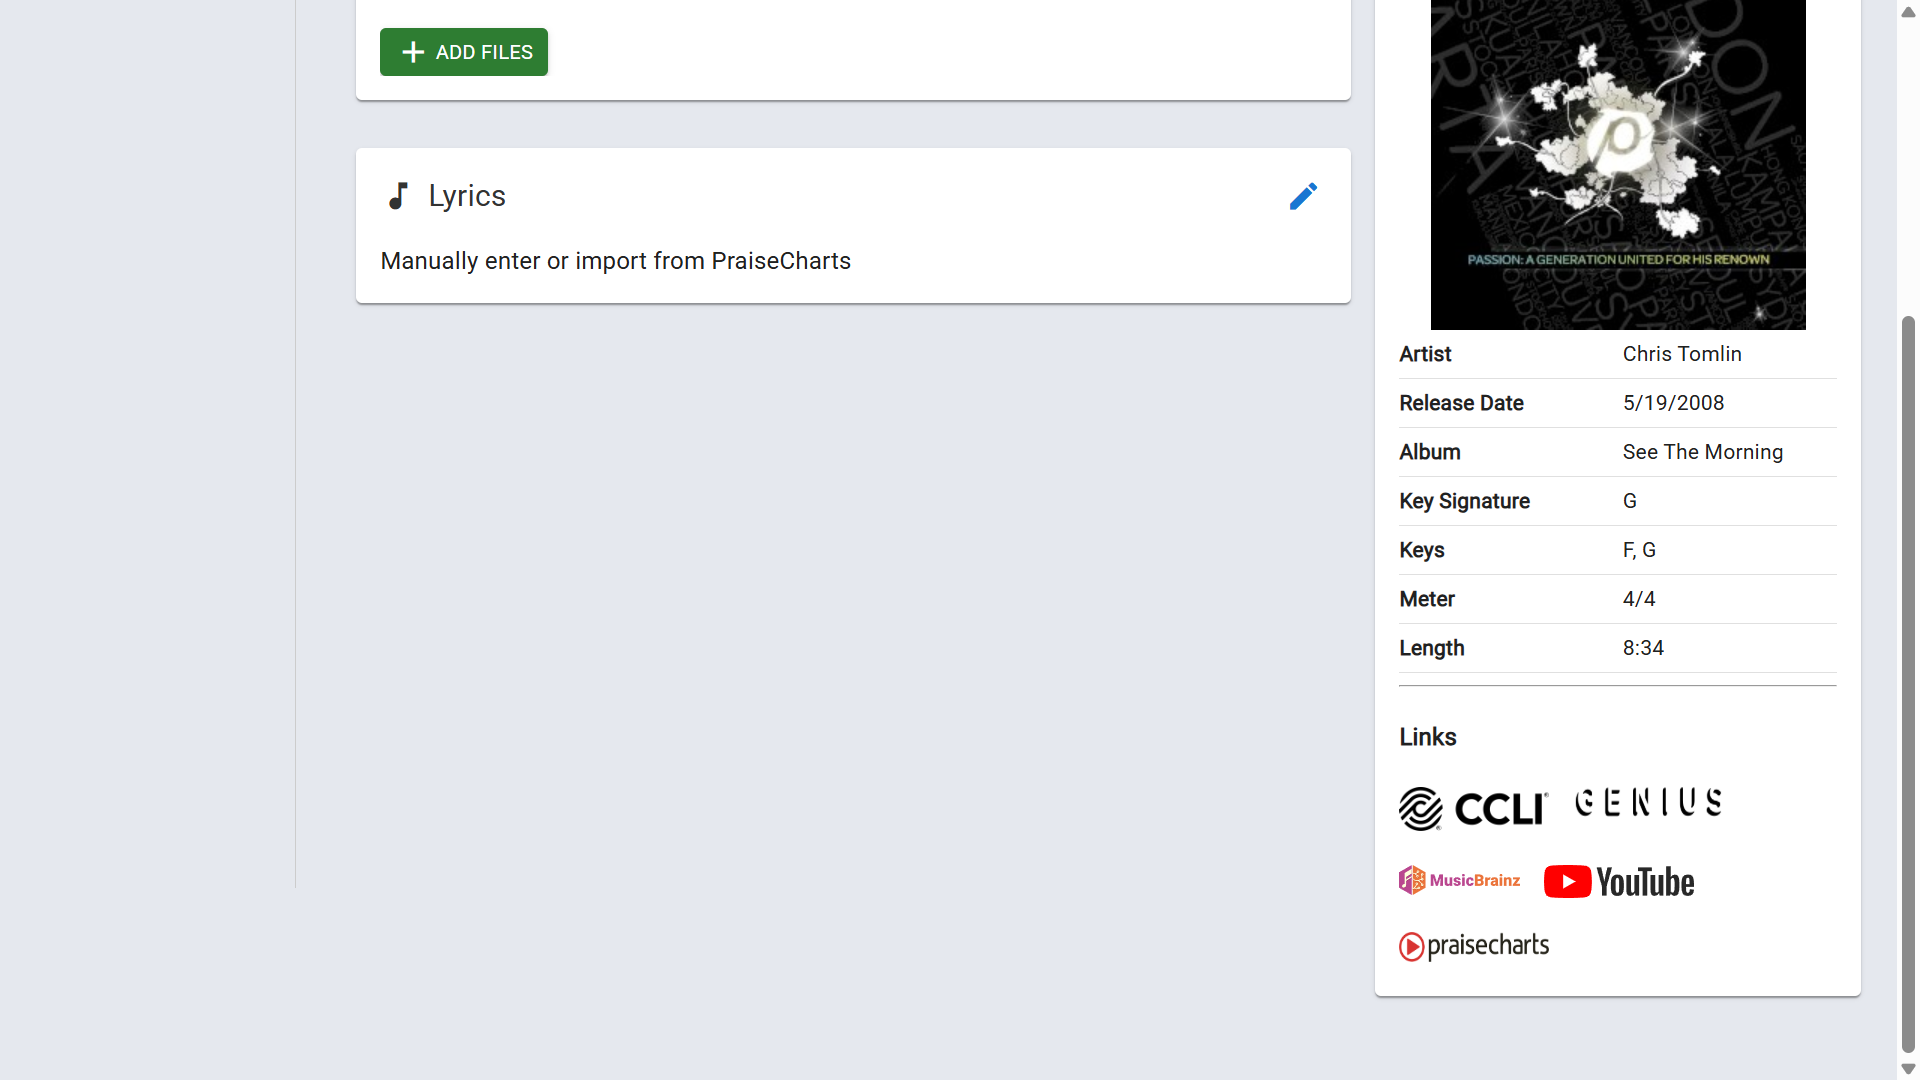 ADD FILES
Lyrics
Manually enter or import from PraiseCharts
PASSION: A GENERATION UNITED FOR HIS RENOWN
Artist Chris Tomlin
Release Date 5/19/2008
Album See The Morning
Key Signature G
Keys F, G
Meter 4/4
Length 8:34
Links
CCLI GENIUS
MusicBrainz YouTube
praisecharts